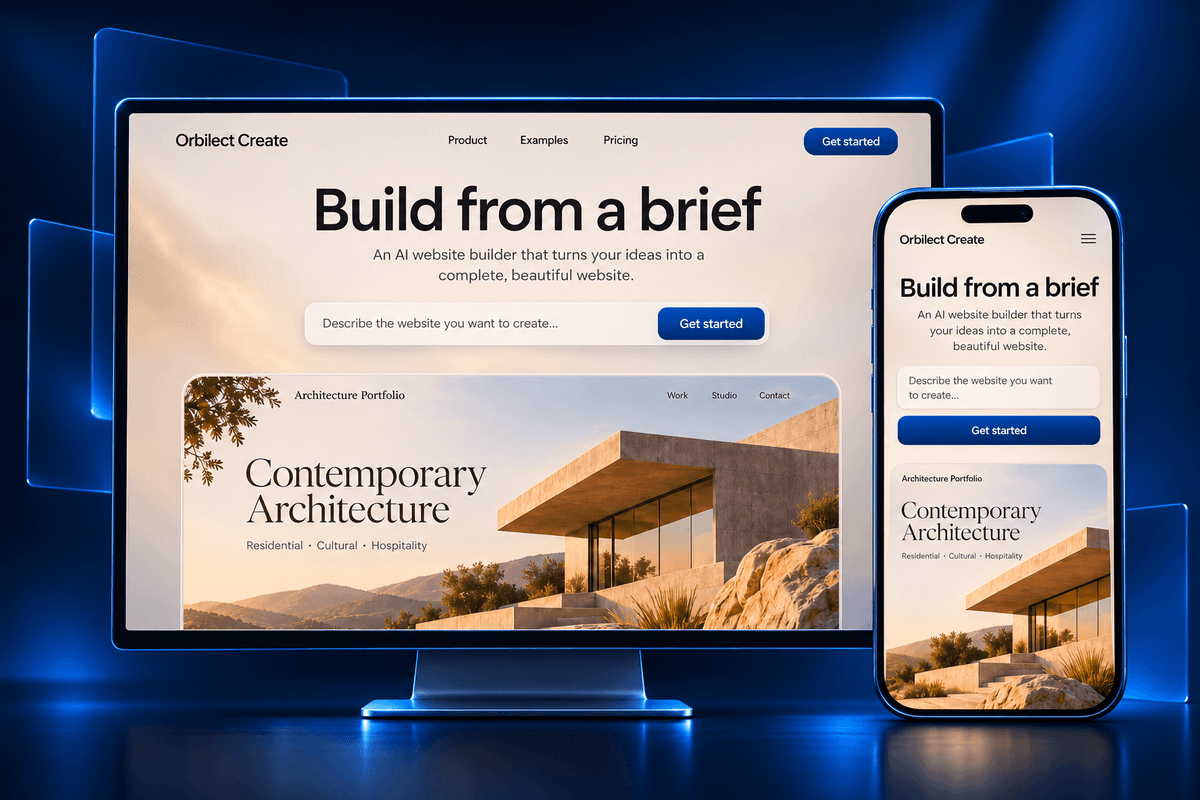 Orbilect Create
Product Examples Pricing
Get started
Build from a brief
An AI website builder that turns your ideas into a
complete, beautiful website.
Describe the website you want to create...
Get started
Architecture Portfolio
Work Studio Contact
Contemporary
Architecture
Residential • Cultural • Hospitality
Orbilect Create
Build from a brief
An AI website builder that turns
your ideas into a complete,
beautiful website.
Describe the website you want
to create...
Get started
Architecture Portfolio
Contemporary
Architecture
Residential • Cultural • Hospitality